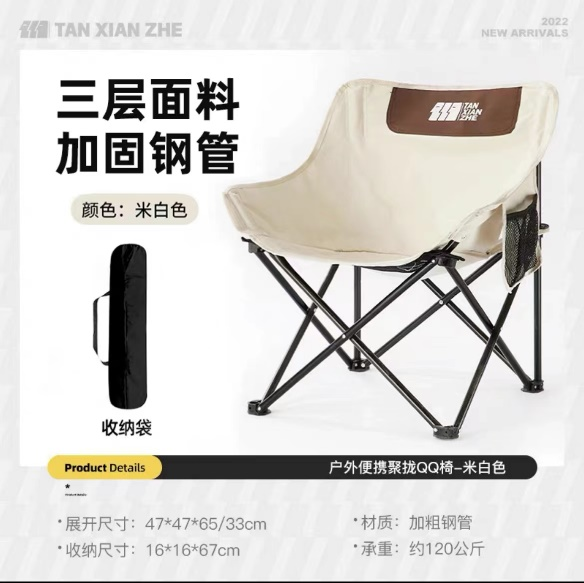 TAN XIAN ZHE
2022
NEW ARRIVALS
三层面料
加固钢管
颜色：米白色
TAN
XIAN
ZHE
收纳袋
Product Details
户外便携聚拢QQ椅-米白色
*
·展开尺寸：47*47*65/33cm
·收纳尺寸：16*16*67cm
·材质：加粗钢管
·承重：约120公斤